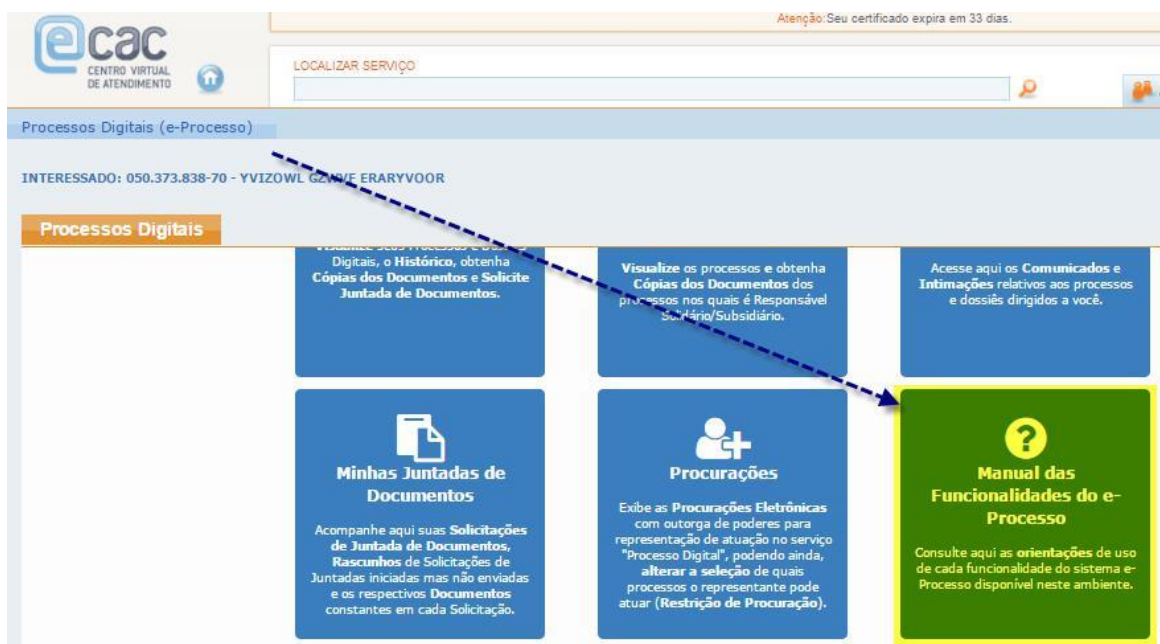 Atenção:Seu certificado expira em 33 dias.
e cac
CENTRO VIRTUAL
DE ATENDIMENTO
LOCALIZAR SERVIÇO
Processos Digitais (e-Processo)
INTERESSADO: 050.373.838-70 - YVIZOWL ERARYVOOR
Processos Digitais
Visualize seus Processos e
Digitais, o Histórico, obtenha
Cópias dos Documentos e Solicite
Juntada de Documentos.
Visualize os processos e obtenha
Cópias dos Documentos dos
processos nos quais é Responsável
Solidário/Subsidiário.
Acesse aqui os Comunicados e
Intimações relativos aos processos
e dossiês dirigidos a você.
Minhas Juntadas de
Documentos
Acompanhe aqui suas Solicitações
de Juntada de Documentos,
Rascunhos de Solicitações de
Juntadas iniciadas mas não enviadas
e os respectivos Documentos
constantes em cada Solicitação.
Procurações
Exibe as Procurações Eletrônicas
com outorga de poderes para
representação de atuação no serviço
"Processo Digital", podendo ainda,
alterar a seleção de quais
processos o representante pode
atuar (Restrição de Procuração).
?
Manual das
Funcionalidades do e-
Processo
Consulte aqui as orientações de uso
de cada funcionalidade do sistema e-
Processo disponível neste ambiente.